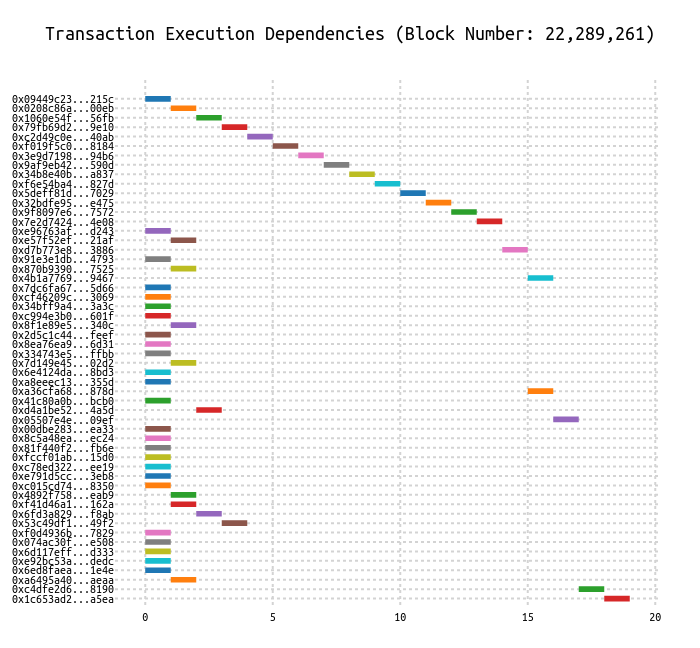 Transaction Execution Dependencies (Block Number: 22,289,261)
0x09449c23...215c
0x0208c86a...00eb
0x1060e54f...56fb
0x79fb69d2...9e10
0xc2d49c0e...40ab
0xf019f5c0...8184
0x3e9d7198...94b6
0x9af9eb42...590d
0x34b8e40b...a837
0xf6e54ba4...827d
0x5deff81d...7029
0x32bdfe95...e475
0x9f8097e6...7572
0x7e2d7424...4e08
0xe96763af...d243
0xe57f52ef...21af
0xd7b773e8...3886
0x91e3e1db...4793
0x870b9390...7525
0x4b1a7769...9467
0x7dc6fa67...5d66
0xcf46209c...3069
0x34bff9a4...3a3c
0xc994e3b0...601f
0x8f1e89e5...340c
0x2d5c1c44...feef
0x8ea76ea9...6d31
0x334743e5...ffbb
0x7d149e45...02d2
0x6e4124da...8bd3
0xa8eeec13...355d
0xa36cfa68...878d
0x41c80a0b...bcb0
0xd4a1be52...4a5d
0x05507e4e...09ef
0x00dbe283...ea33
0x8c5a48ea...ec24
0x81f440f2...fb6e
0xfccf01ab...15d0
0xc78ed322...ee19
0xe791d5cc...3eb8
0xc015cd74...8350
0x4892f758...eab9
0xf41d46a1...162a
0x6fd3a829...f8ab
0x53c49df1...49f2
0xf0d4936b...7829
0x074ac30f...e508
0x6d117eff...d333
0xe92bc53a...dedc
0x6ed8faea...1e4e
0xa6495a40...aeaa
0xc4dfe2d6...8190
0x1c653ad2...a5ea
0 5 10 15 20